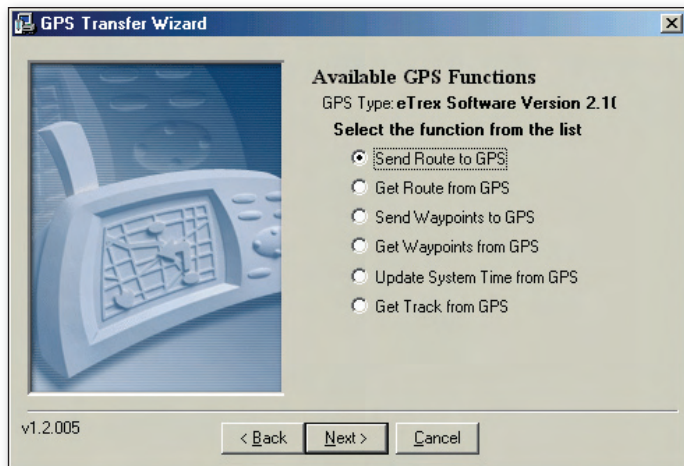 GPS Transfer Wizard
Available GPS Functions
GPS Type: eTrex Software Version 2.1(
Select the function from the list
Send Route to GPS
Get Route from GPS
Send Waypoints to GPS
Get Waypoints from GPS
Update System Time from GPS
Get Track from GPS
v1.2.005
< Back Next > Cancel